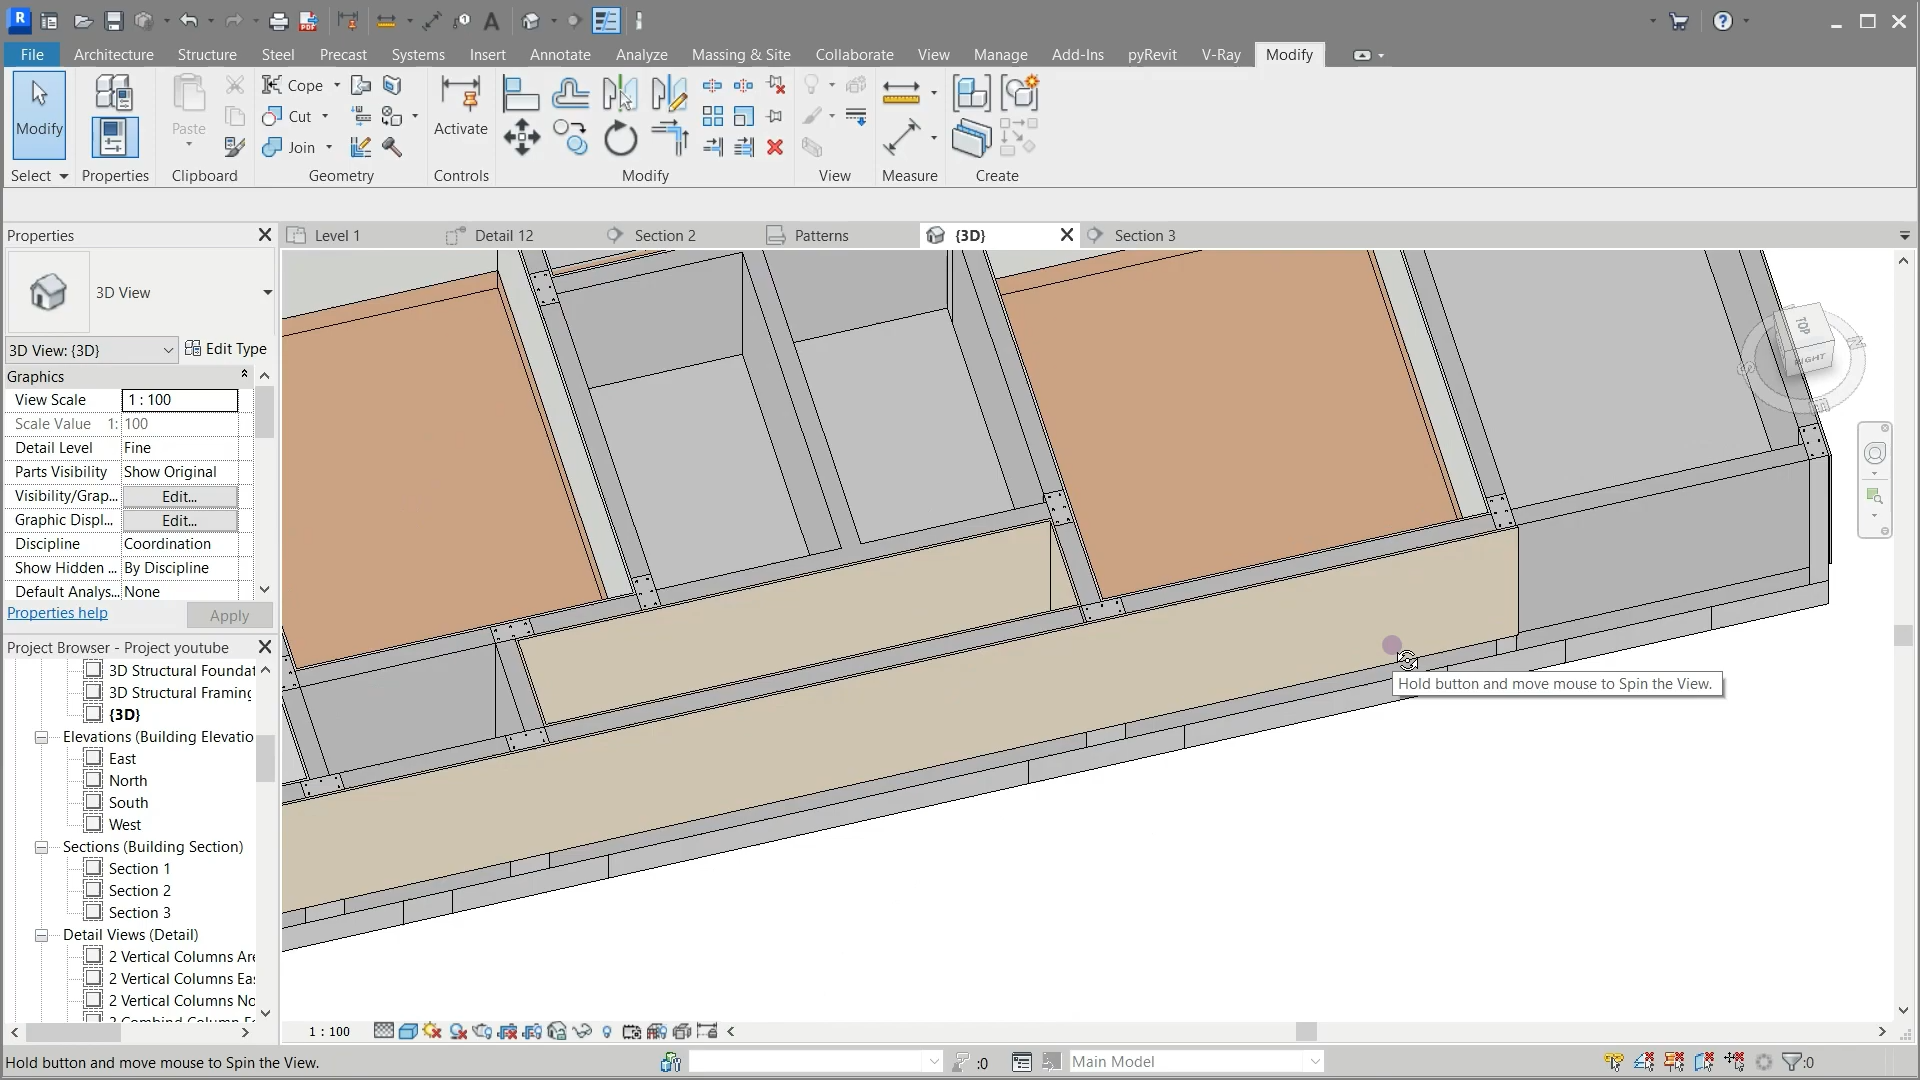 R
PDF
A
File Architecture Structure Steel Precast Systems Insert Annotate Analyze Massing & Site Collaborate View Manage Add-Ins pyRevit V-Ray Modify
Modify
Paste
Cope
Cut
Join
Activate
Select Properties Clipboard Geometry Controls Modify View Measure Create
Properties
Level 1
Detail 12
Section 2
Patterns
{3D}
Section 3
3D View
3D View: {3D}
Edit Type
Graphics
View Scale 1 : 100
Scale Value 1: 100
Detail Level Fine
Parts Visibility Show Original
Visibility/Grap... Edit...
Graphic Displ... Edit...
Discipline Coordination
Show Hidden ... By Discipline
Default Analys... None
Properties help
Apply
Project Browser - Project youtube
3D Structural Foundat
3D Structural Framing
{3D}
Elevations (Building Elevatio
East
North
South
West
Sections (Building Section)
Section 1
Section 2
Section 3
Detail Views (Detail)
2 Vertical Columns Are
2 Vertical Columns Eas
2 Vertical Columns No
TOP
RIGHT
Hold button and move mouse to Spin the View.
1 : 100
Hold button and move mouse to Spin the View.
:0
Main Model
:0